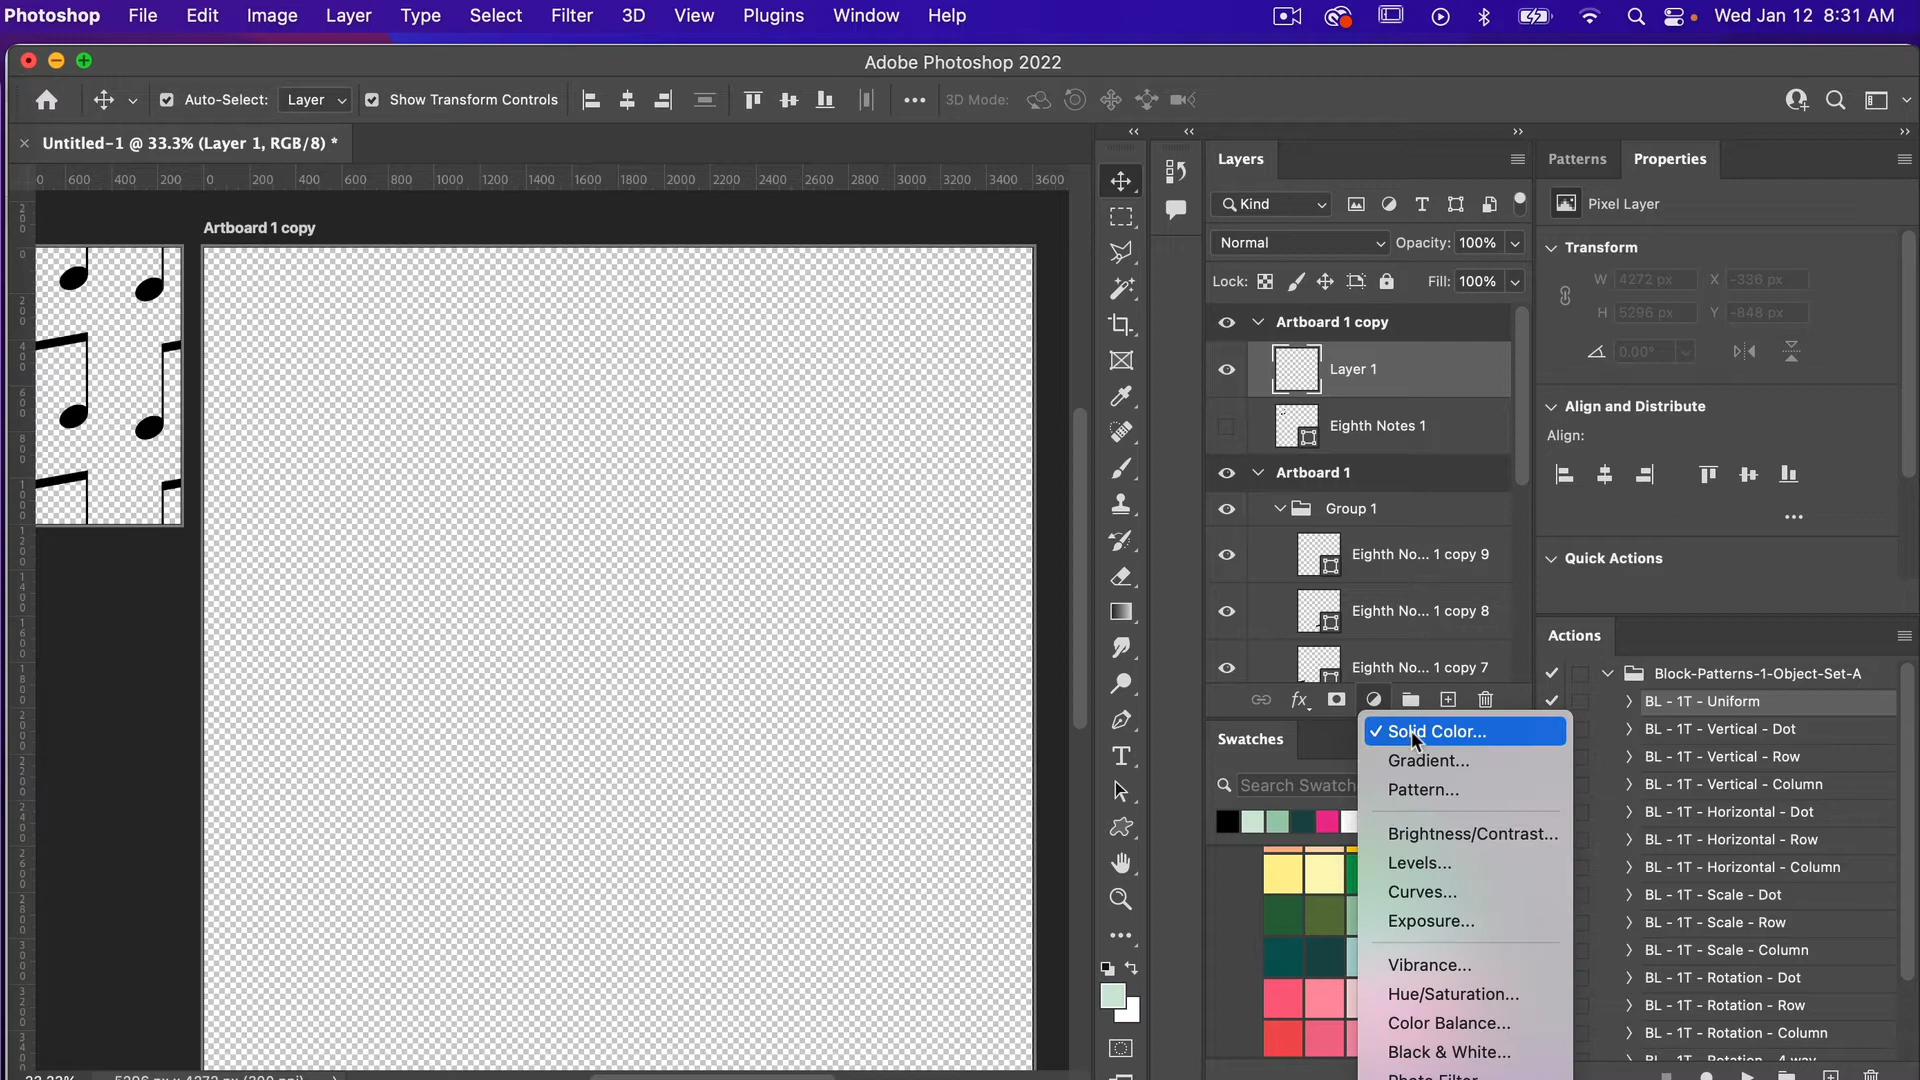 Photoshop File Edit Image Layer Type Select Filter 3D View Plugins Window Help Wed Jan 12 8:31 AM
Adobe Photoshop 2022
Auto-Select: Layer Show Transform Controls 3D Mode:
Untitled-1 @ 33.3% (Layer 1, RGB/8) *
0 600 400 200 0 200 400 600 800 1000 1200 1400 1600 1800 2000 2200 2400 2600 2800 3000 3200 3400 3600
Artboard 1 copy
Layers
Kind
Normal Opacity: 100%
Lock: Fill: 100%
Artboard 1 copy
Layer 1
Eighth Notes 1
Artboard 1
Group 1
Eighth No... 1 copy 9
Eighth No... 1 copy 8
Eighth No... 1 copy 7
fx
Swatches
Search Swatch
Solid Color...
Gradient...
Pattern...
Brightness/Contrast...
Levels...
Curves...
Exposure...
Vibrance...
Hue/Saturation...
Color Balance...
Black & White...
Patterns Properties
Pixel Layer
Transform
W 4272 px X -336 px
H 5296 px Y -848 px
0.00°
Align and Distribute
Align:
Quick Actions
Actions
Block-Patterns-1-Object-Set-A
BL - 1T - Uniform
BL - 1T - Vertical - Dot
BL - 1T - Vertical - Row
BL - 1T - Vertical - Column
BL - 1T - Horizontal - Dot
BL - 1T - Horizontal - Row
BL - 1T - Horizontal - Column
BL - 1T - Scale - Dot
BL - 1T - Scale - Row
BL - 1T - Scale - Column
BL - 1T - Rotation - Dot
BL - 1T - Rotation - Row
BL - 1T - Rotation - Column